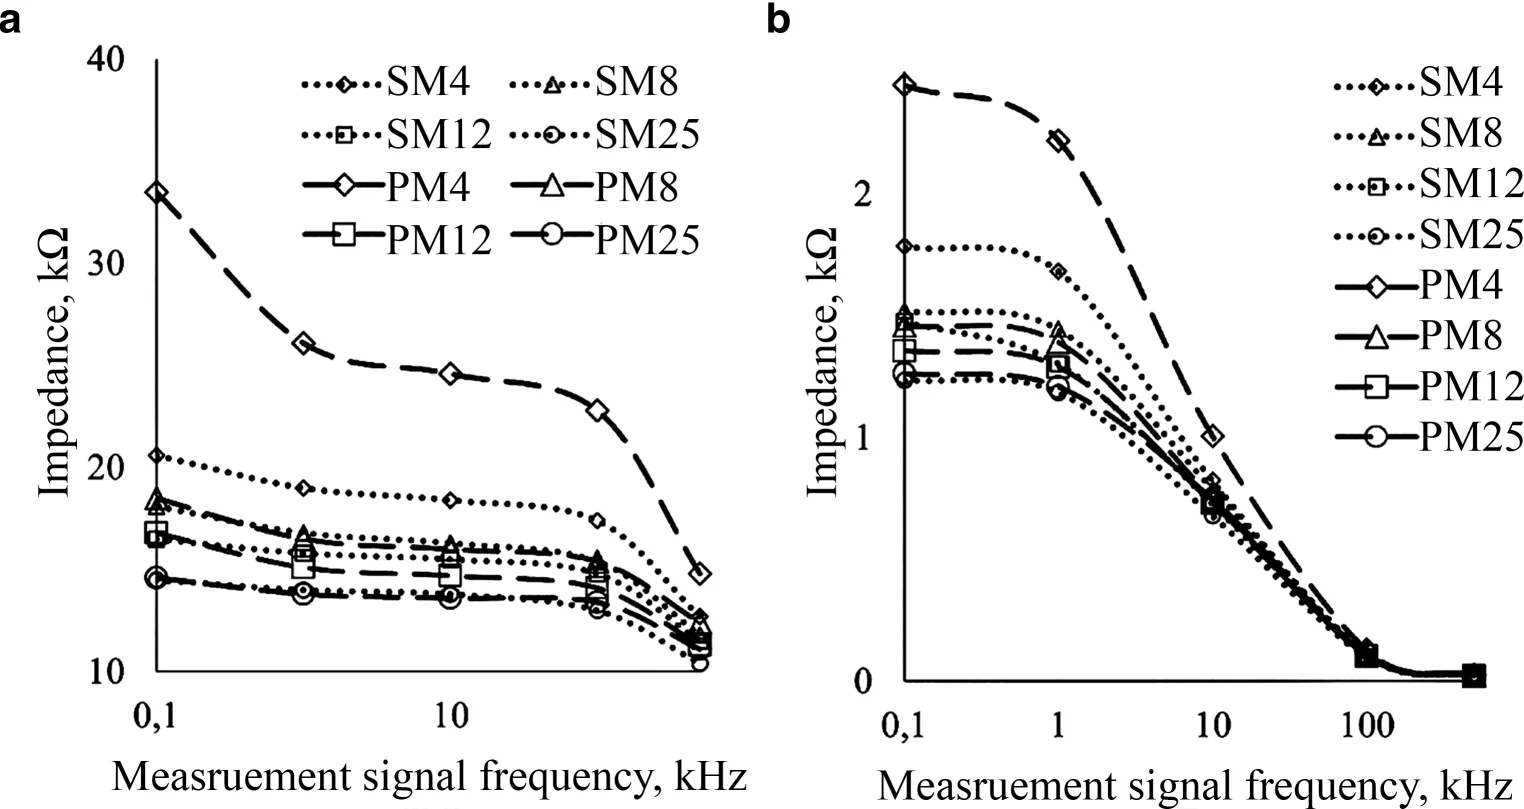 a
40
30
20
10
Impedance, kΩ
SM4 SM8
SM12 SM25
PM4 PM8
PM12 PM25
0,1 10
Measruement signal frequency, kHz
b
2
1
0
Impedance, kΩ
SM4
SM8
SM12
SM25
PM4
PM8
PM12
PM25
0,1 1 10 100
Measruement signal frequency, kHz